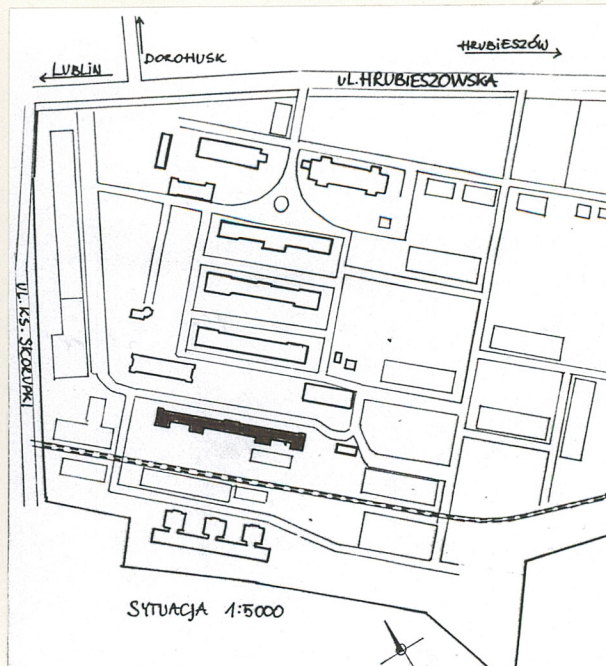 HRUBIESZÓW
DOROHUSK
LUBLIN
UL. HRUBIESZOWSKA
UL. KS. SKORUPKI
SYTUACJA 1:5000